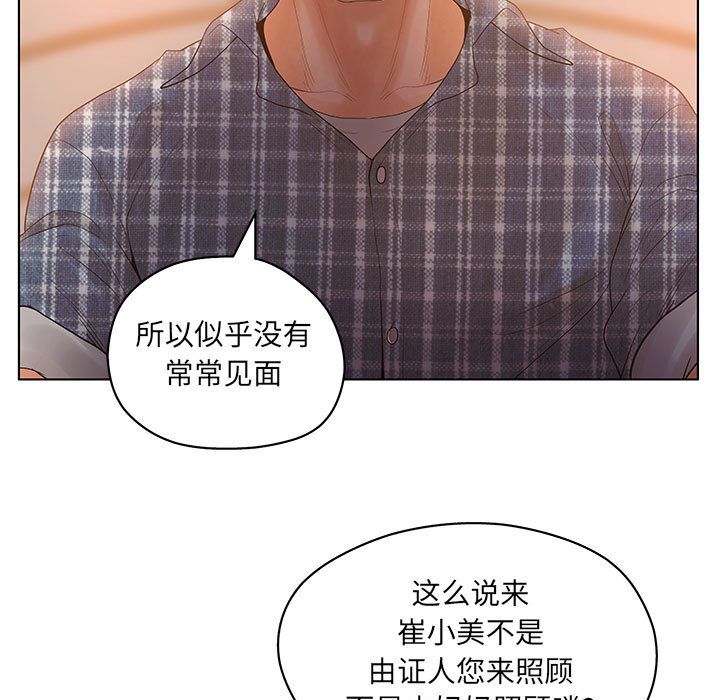 所以似乎没有
常常见面
这么说来
崔小美不是
由证人您来照顾